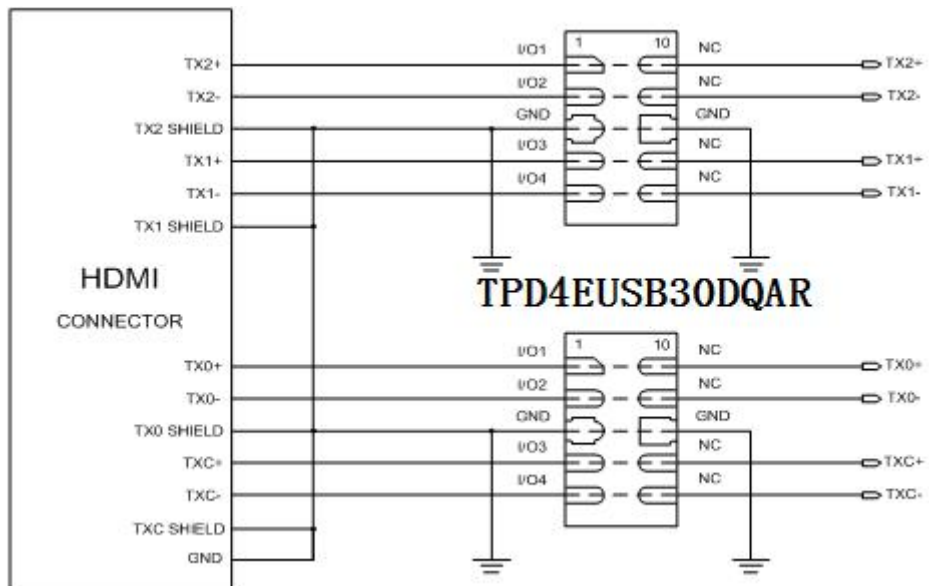 I/O1 1 10 NC
TX2+ TX2+
I/O2 NC
TX2- TX2-
GND GND
TX2 SHIELD
I/O3 NC
TX1+ TX1+
I/O4 NC
TX1- TX1-
TX1 SHIELD
HDMI
CONNECTOR
TPD4EUSB30DQAR
I/O1 1 10 NC
TX0+ TX0+
I/O2 NC
TX0- TX0-
GND GND
TX0 SHIELD
I/O3 NC
TXC+ TXC+
I/O4 NC
TXC- TXC-
TXC SHIELD
GND